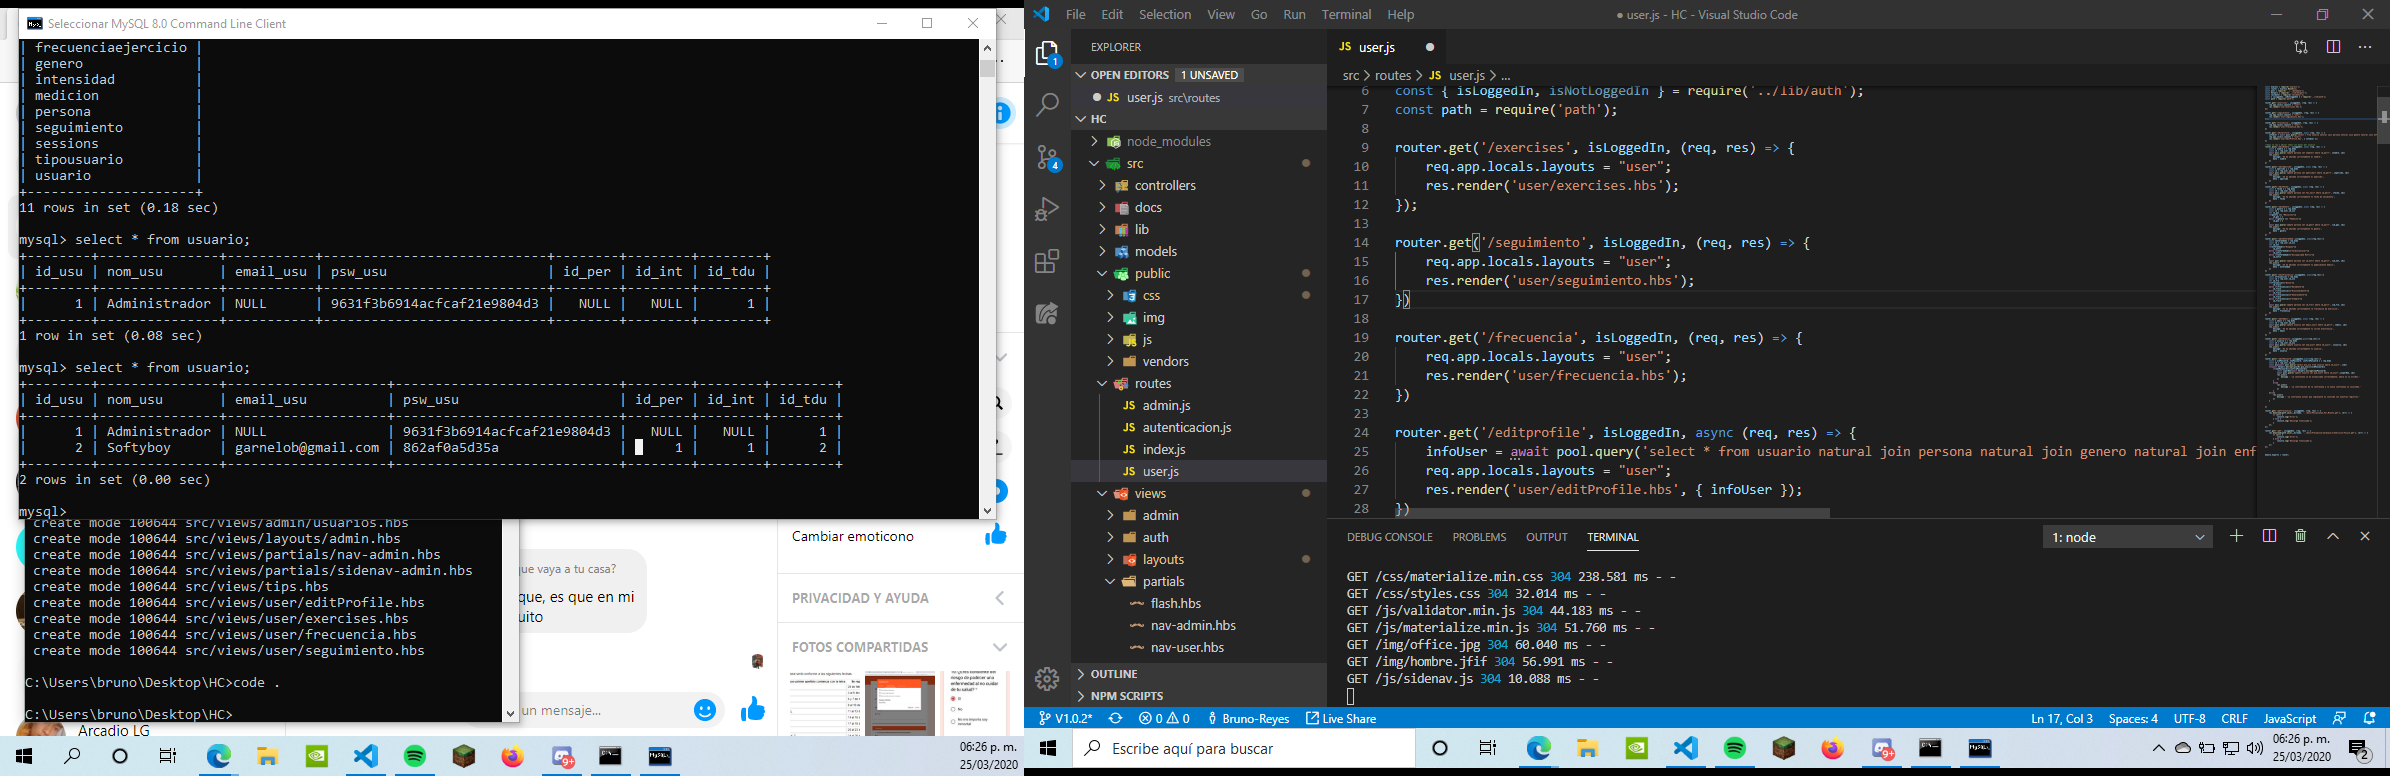 Seleccionar MySQL 8.0 Command Line Client
| frecuenciaejercicio |
| genero |
| intensidad |
| medicion |
| persona |
| seguimiento |
| sessions |
| tipousuario |
| usuario |
+---------------------+
11 rows in set (0.18 sec)
mysql> select * from usuario;
| id_usu | nom_usu | email_usu | psw_usu | id_per | id_int | id_tdu |
| 1 | Administrador | NULL | 9631f3b6914acfcaf21e9804d3 | NULL | NULL | 1 |
1 row in set (0.08 sec)
mysql> select * from usuario;
| id_usu | nom_usu | email_usu | psw_usu | id_per | id_int | id_tdu |
| 1 | Administrador | NULL | 9631f3b6914acfcaf21e9804d3 | NULL | NULL | 1 |
| 2 | Softyboy | garnelob@gmail.com | 862af0a5d35a | 1 | 1 | 2 |
2 rows in set (0.00 sec)
mysql>
create mode 100644 src/views/admin/usuarios.hbs
create mode 100644 src/views/layouts/admin.hbs
create mode 100644 src/views/partials/nav-admin.hbs
create mode 100644 src/views/partials/sidenav-admin.hbs
create mode 100644 src/views/tips.hbs
create mode 100644 src/views/user/editProfile.hbs
create mode 100644 src/views/user/exercises.hbs
create mode 100644 src/views/user/frecuencia.hbs
create mode 100644 src/views/user/seguimiento.hbs
C:\Users\bruno\Desktop\HC>code .
C:\Users\bruno\Desktop\HC>
que vaya a tu casa?
que, es que en mi
uito
un mensaje...
Arcadio LG
Cambiar emoticono
PRIVACIDAD Y AYUDA
FOTOS COMPARTIDAS
9+
06:26 p. m.
25/03/2020
File Edit Selection View Go Run Terminal Help
● user.js - HC - Visual Studio Code
1
4
EXPLORER
OPEN EDITORS 1 UNSAVED
JS user.js src\routes
HC
node_modules
src
controllers
docs
lib
models
public
css
img
js
vendors
routes
JS admin.js
JS autenticacion.js
JS index.js
JS user.js
views
admin
auth
layouts
partials
flash.hbs
nav-admin.hbs
nav-user.hbs
OUTLINE
NPM SCRIPTS
JS user.js
src > routes > JS user.js > ...
6 const { isLoggedIn, isNotLoggedIn } = require('../lib/auth');
7 const path = require('path');
8
9 router.get('/exercises', isLoggedIn, (req, res) => {
10 req.app.locals.layouts = "user";
11 res.render('user/exercises.hbs');
12 });
13
14 router.get('/seguimiento', isLoggedIn, (req, res) => {
15 req.app.locals.layouts = "user";
16 res.render('user/seguimiento.hbs');
17 })
18
19 router.get('/frecuencia', isLoggedIn, (req, res) => {
20 req.app.locals.layouts = "user";
21 res.render('user/frecuencia.hbs');
22 })
23
24 router.get('/editprofile', isLoggedIn, async (req, res) => {
25 infoUser = await pool.query('select * from usuario natural join persona natural join genero natural join enf
26 req.app.locals.layouts = "user";
27 res.render('user/editProfile.hbs', { infoUser });
28 })
DEBUG CONSOLE PROBLEMS OUTPUT TERMINAL
1: node
GET /css/materialize.min.css 304 238.581 ms - -
GET /css/styles.css 304 32.014 ms - -
GET /js/validator.min.js 304 44.183 ms - -
GET /js/materialize.min.js 304 51.760 ms - -
GET /img/office.jpg 304 60.040 ms - -
GET /img/hombre.jfif 304 56.991 ms - -
GET /js/sidenav.js 304 10.088 ms - -
V1.0.2* 0 0 Bruno-Reyes Live Share
Ln 17, Col 3 Spaces: 4 UTF-8 CRLF JavaScript
Escribe aquí para buscar
9+
06:26 p. m.
25/03/2020
2